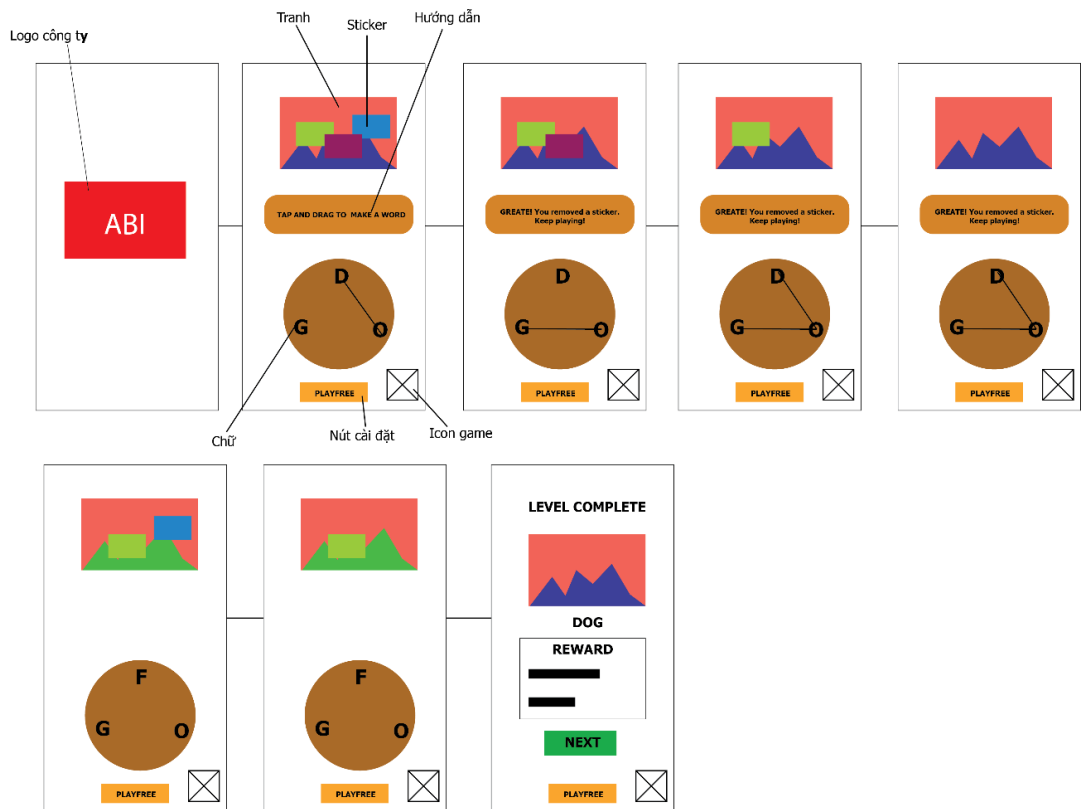 Logo công ty
Tranh
Sticker
Hướng dẫn
ABI
TAP AND DRAG TO MAKE A WORD
D
G
O
PLAYFREE
Chữ
Nút cài đặt
Icon game
GREATE! You removed a sticker.
Keep playing!
D
G
O
PLAYFREE
GREATE! You removed a sticker.
Keep playing!
D
G
O
PLAYFREE
GREATE! You removed a sticker.
Keep playing!
D
G
O
PLAYFREE
F
G
O
PLAYFREE
F
G
O
PLAYFREE
LEVEL COMPLETE
DOG
REWARD
NEXT
PLAYFREE